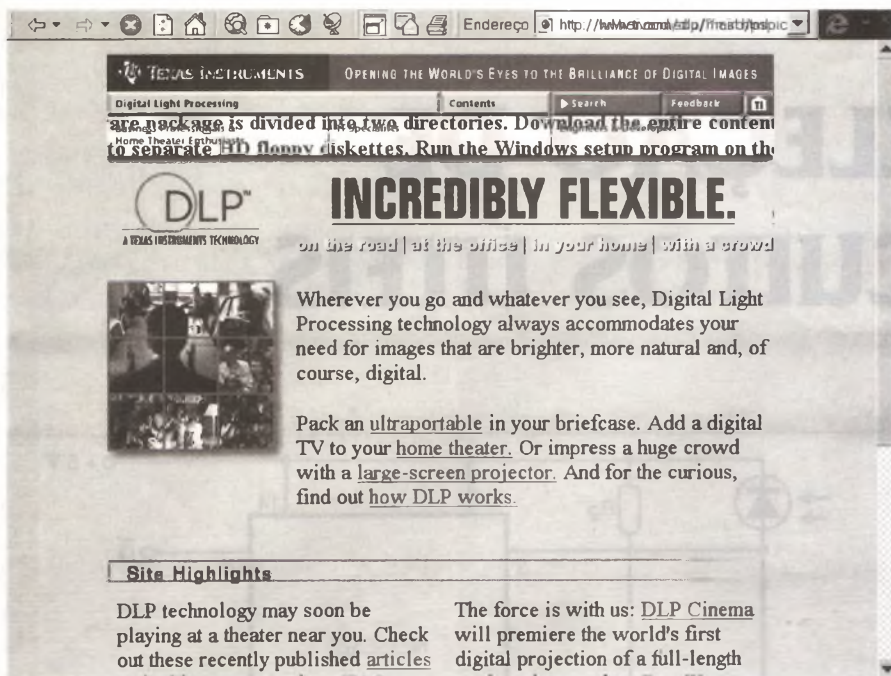 Endereço http://
TEXAS INSTRUMENTS OPENING THE WORLD'S EYES TO THE BRILLIANCE OF DIGITAL IMAGES
Digital Light Processing Contents Search Feedback
are package is divided into two directories. Download the entire conten
Home Theater Enthusiasts
to separate HD floppy diskettes. Run the Windows setup program on the
DLP™
A TEXAS INSTRUMENTS TECHNOLOGY
INCREDIBLY FLEXIBLE.
on the road | at the office | in your home | with a crowd
Wherever you go and whatever you see, Digital Light
Processing technology always accommodates your
need for images that are brighter, more natural and, of
course, digital.
Pack an ultraportable in your briefcase. Add a digital
TV to your home theater. Or impress a huge crowd
with a large-screen projector. And for the curious,
find out how DLP works.
Site Highlights
DLP technology may soon be
playing at a theater near you. Check
out these recently published articles
The force is with us: DLP Cinema
will premiere the world's first
digital projection of a full-length